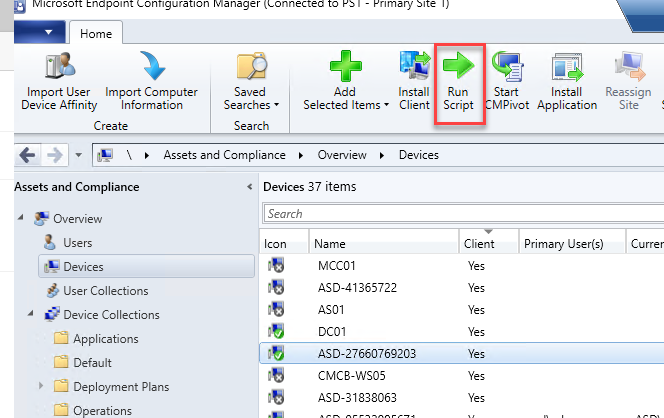 Microsoft Endpoint Configuration Manager (Connected to PS1 - Primary Site 1)
Home
Import User Device Affinity
Import Computer Information
Saved Searches
Add Selected Items
Install Client
Run Script
Start CMPivot
Install Application
Reassign Site
Create
Search
\ Assets and Compliance Overview Devices
Assets and Compliance <
Devices 37 items
Search
Icon Name Client Primary User(s) Curren
Overview
Users
Devices
User Collections
Device Collections
Applications
Default
Deployment Plans
Operations
MCC01 Yes
ASD-41365722 Yes
AS01 Yes
DC01 Yes
ASD-27660769203 Yes
CMCB-WS05 Yes
ASD-31838063 Yes